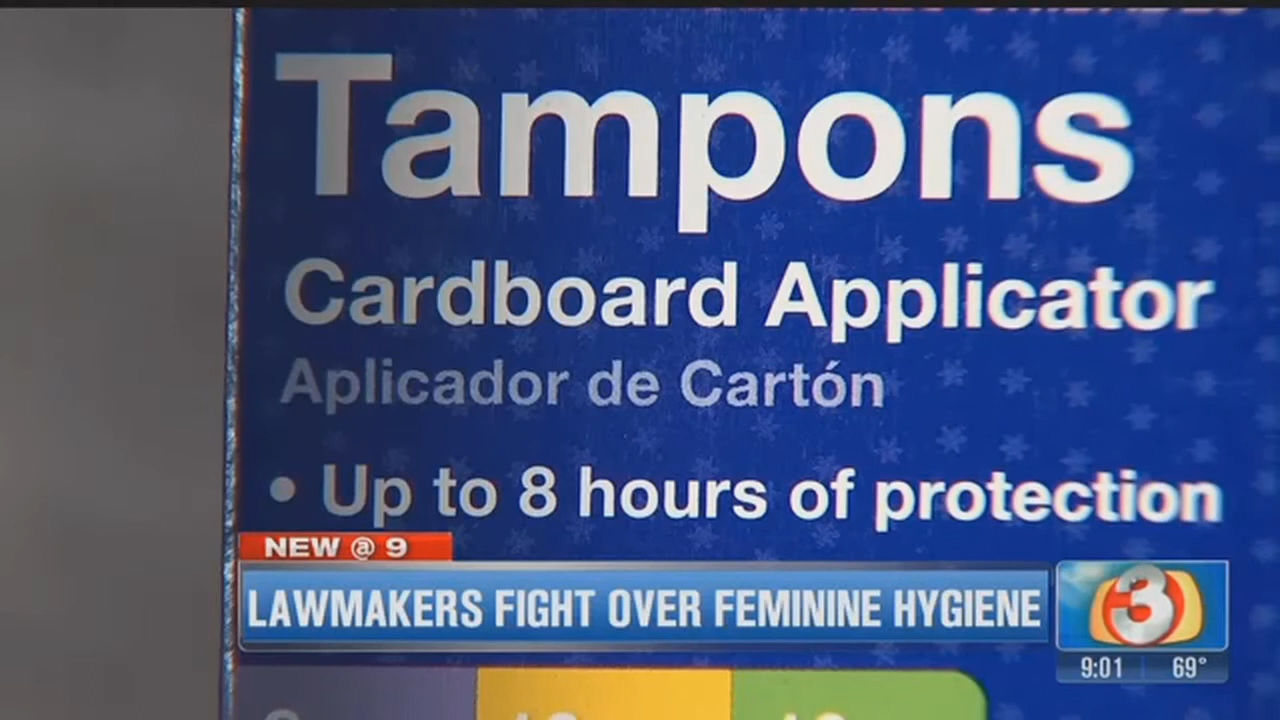 Tampons
Cardboard Applicator
Aplicador de Cartón
• Up to 8 hours of protection
NEW @ 9
LAWMAKERS FIGHT OVER FEMININE HYGIENE
3
9:01 69°